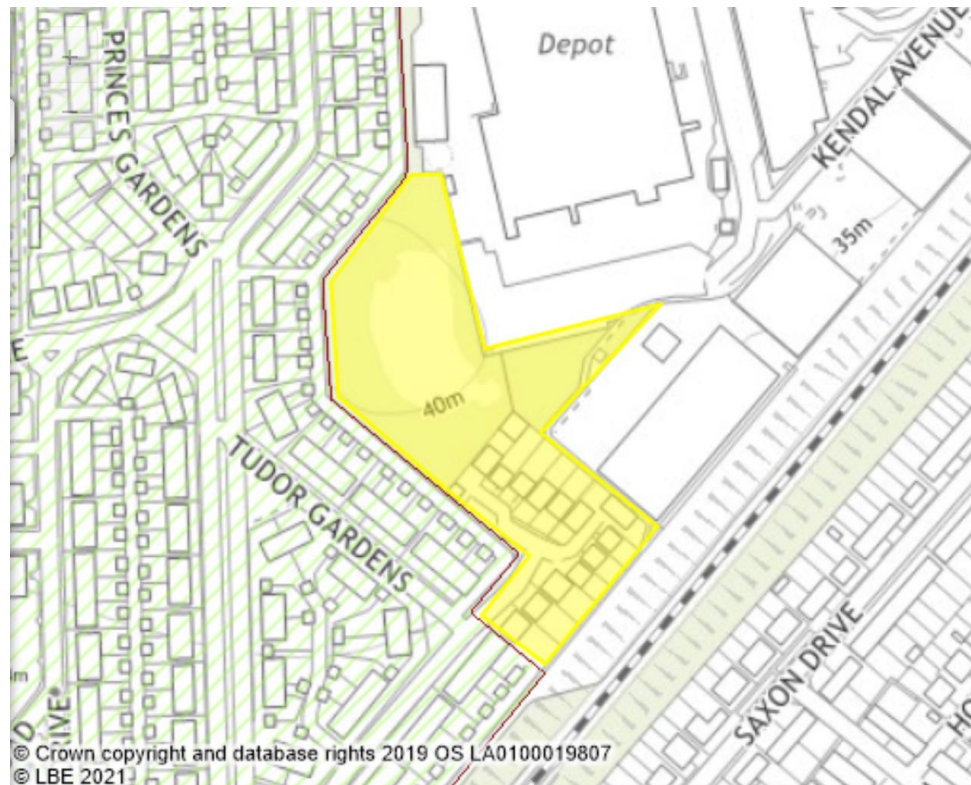 PRINCES GARDENS
Depot
KENDAL AVENUE
35m
40m
TUDOR GARDENS
SAXON DRIVE
© Crown copyright and database rights 2019 OS LA0100019807
© LBE 2021